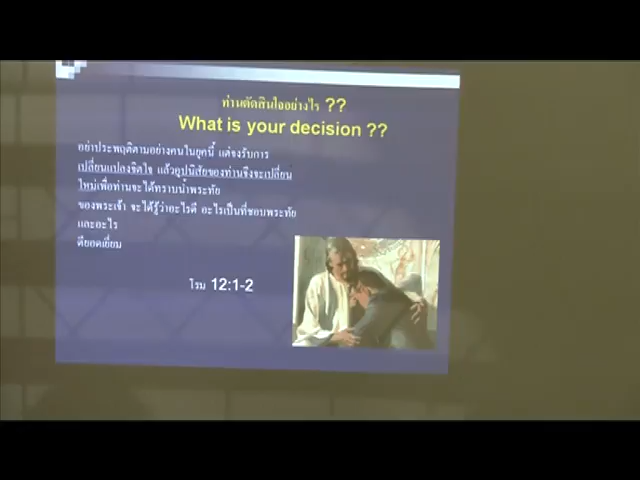 ท่านตัดสินใจอย่างไร ??
What is your decision ??
อย่าประพฤติตามอย่างคนในยุคนี้ แต่จงรับการ
เปลี่ยนแปลงจิตใจ แล้วอุปนิสัยของท่านจึงจะเปลี่ยน
ใหม่เพื่อท่านจะได้ทราบน้ำพระทัย
ของพระเจ้า จะได้รู้ว่าอะไรดี อะไรเป็นที่ชอบพระทัย
และอะไร
ดียอดเยี่ยม
โรม 12:1-2